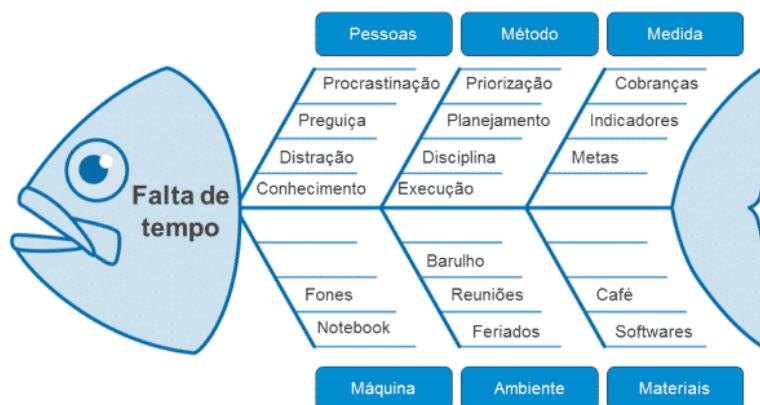 Pessoas
Método
Medida
Procrastinação
Priorização
Cobranças
Preguiça
Planejamento
Indicadores
Distração
Disciplina
Metas
Conhecimento
Execução
Falta de
tempo
Barulho
Fones
Reuniões
Café
Notebook
Feriados
Softwares
Máquina
Ambiente
Materiais